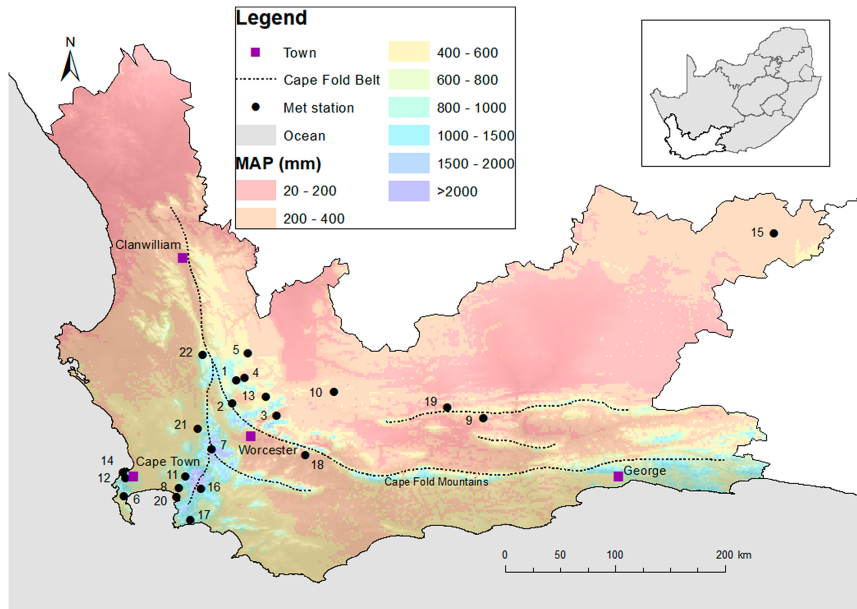 N
Legend
Town
Cape Fold Belt
Met station
Ocean
MAP (mm)
20 - 200
200 - 400
400 - 600
600 - 800
800 - 1000
1000 - 1500
1500 - 2000
>2000
15
Clanwilliam
22
5
1
4
13
2
3
10
19
9
21
7
Worcester
18
14
Cape Town
12
11
8
16
6
20
17
George
Cape Fold Mountains
0
50
100
200 km